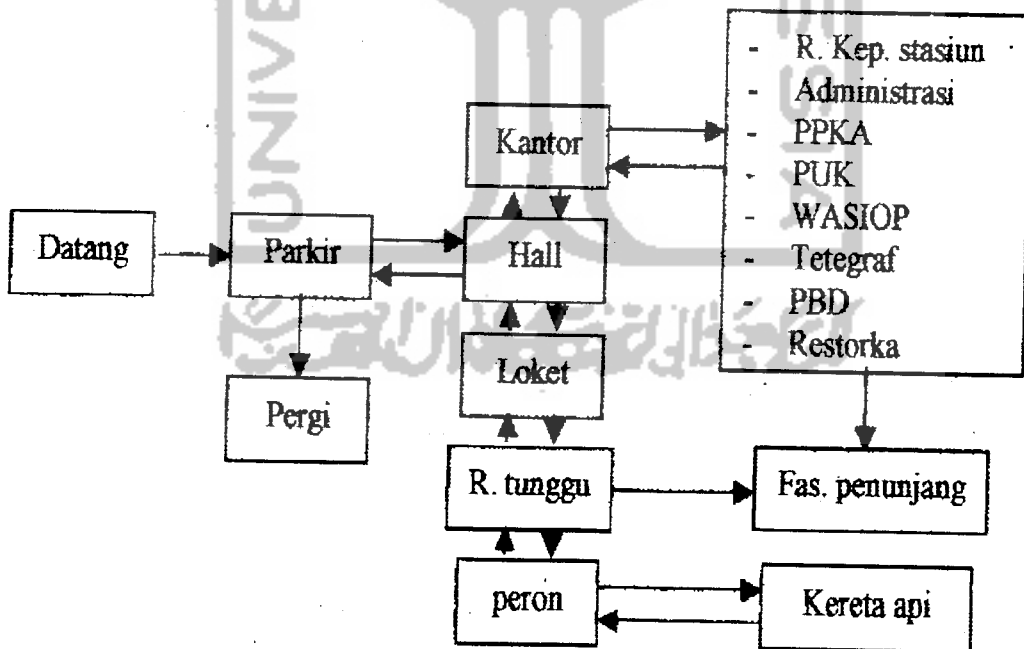 UNIVE
- R. Kep. stasiun
- Administrasi
- PPKA
- PUK
- WASIOP
- Tetegraf
- PBD
- Restorka
Kantor
Datang
Parkir
Hall
Loket
Pergi
R. tunggu
Fas. penunjang
peron
Kereta api